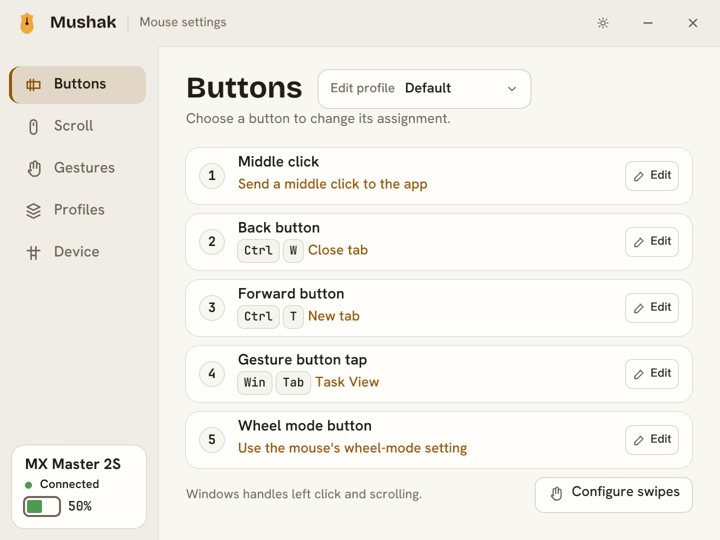 Mushak
Mouse settings
Buttons
Scroll
Gestures
Profiles
Device
MX Master 2S
Connected
50%
Buttons
Edit profile Default
Choose a button to change its assignment.
1
Middle click
Send a middle click to the app
Edit
2
Back button
Ctrl W Close tab
Edit
3
Forward button
Ctrl T New tab
Edit
4
Gesture button tap
Win Tab Task View
Edit
5
Wheel mode button
Use the mouse's wheel-mode setting
Edit
Windows handles left click and scrolling.
Configure swipes